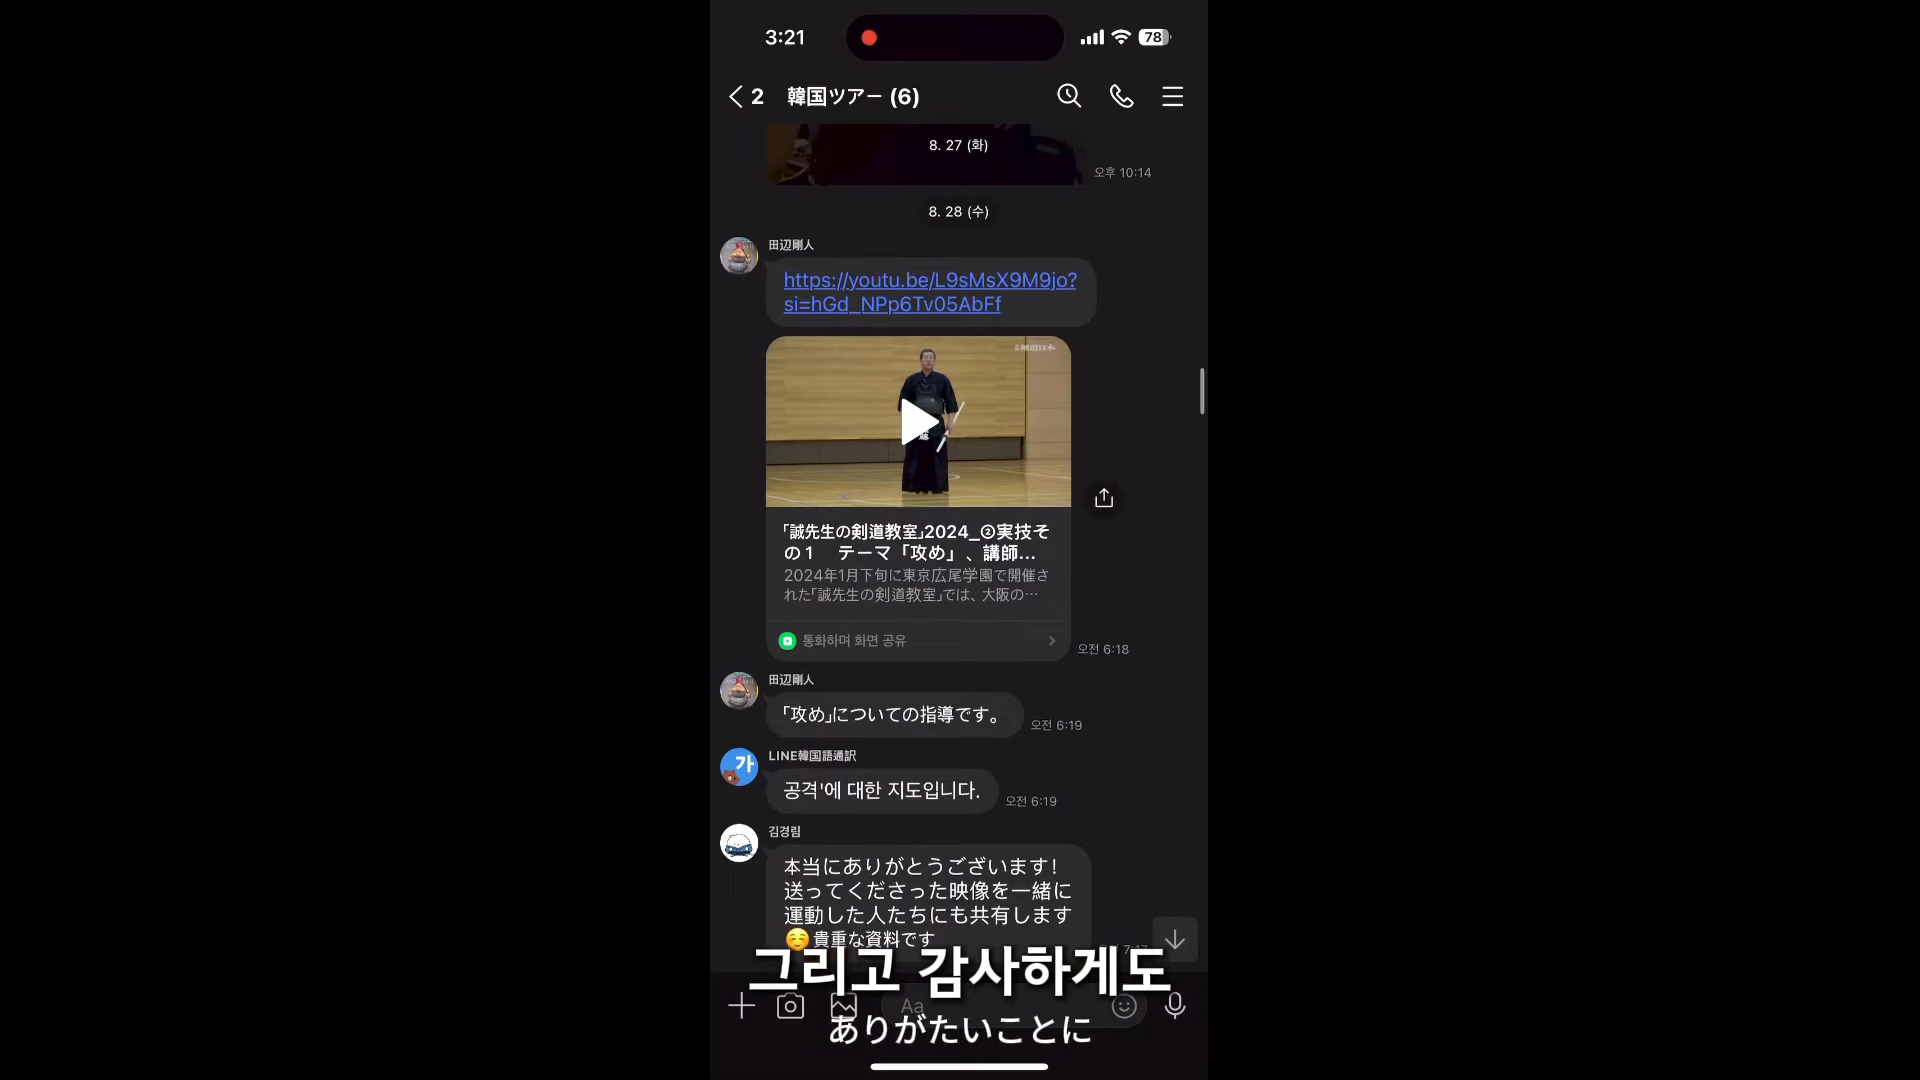 3:21
78
2 韓国ツアー (6)
8. 27 (화)
오후 10:14
8. 28 (수)
田辺剛人
https://youtu.be/L9sMsX9M9jo?
si=hGd_NPp6Tv05AbFf
剣道日本
「誠先生の剣道教室」2024_②実技そ
の１ テーマ「攻め」、講師...
2024年1月下旬に東京広尾学園で開催さ
れた「誠先生の剣道教室」では、大阪の…
통화하며 화면 공유
오전 6:18
田辺剛人
「攻め」についての指導です。
오전 6:19
LINE韓国語通訳
가
공격'에 대한 지도입니다.
오전 6:19
김경림
本当にありがとうございます！
送ってくださった映像を一緒に
運動した人たちにも共有します
貴重な資料です
그리고 감사하게도
Aa
ありがたいことに